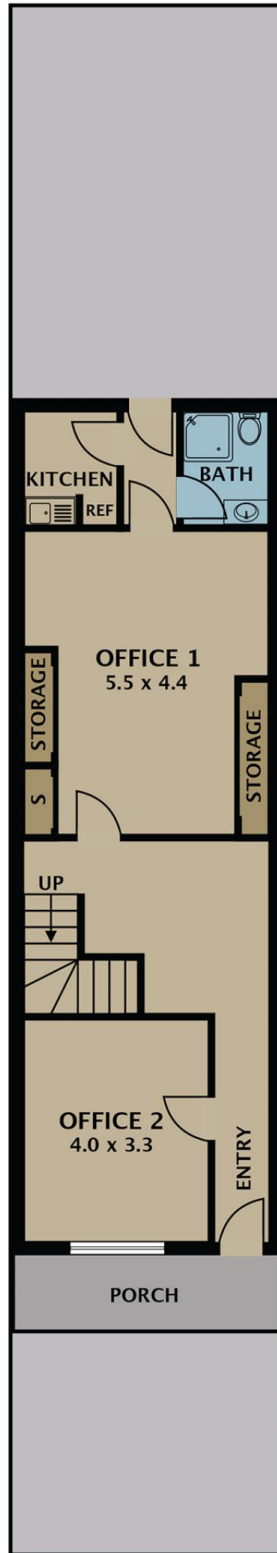 KITCHEN
REF
BATH
OFFICE 1
5.5 x 4.4
STORAGE
S
STORAGE
UP
OFFICE 2
4.0 x 3.3
ENTRY
PORCH